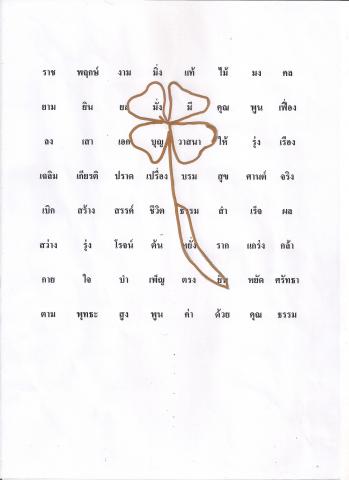 ราช พฤกษ์ งาม มิ่ง แท้ ไม้ มง คล
ยาม ยิน ยล มั่ง มี คูณ พูน เฟื่อง
ลง เสา เอก บุญ วาสนา ให้ รุ่ง เรือง
เฉลิม เกียรติ ปราด เปรื่อง บรม สุข ศานต์ จริง
เบิก สร้าง สรรค์ ชีวิต ธรรม สำ เร็จ ผล
สว่าง รุ่ง โรจน์ ต้น หยั่ง ราก แกร่ง กล้า
กาย ใจ บำ เพ็ญ ตรง ยืน หยัด ศรัทธา
ตาม พุทธะ สูง พูน ค่า ด้วย คุณ ธรรม